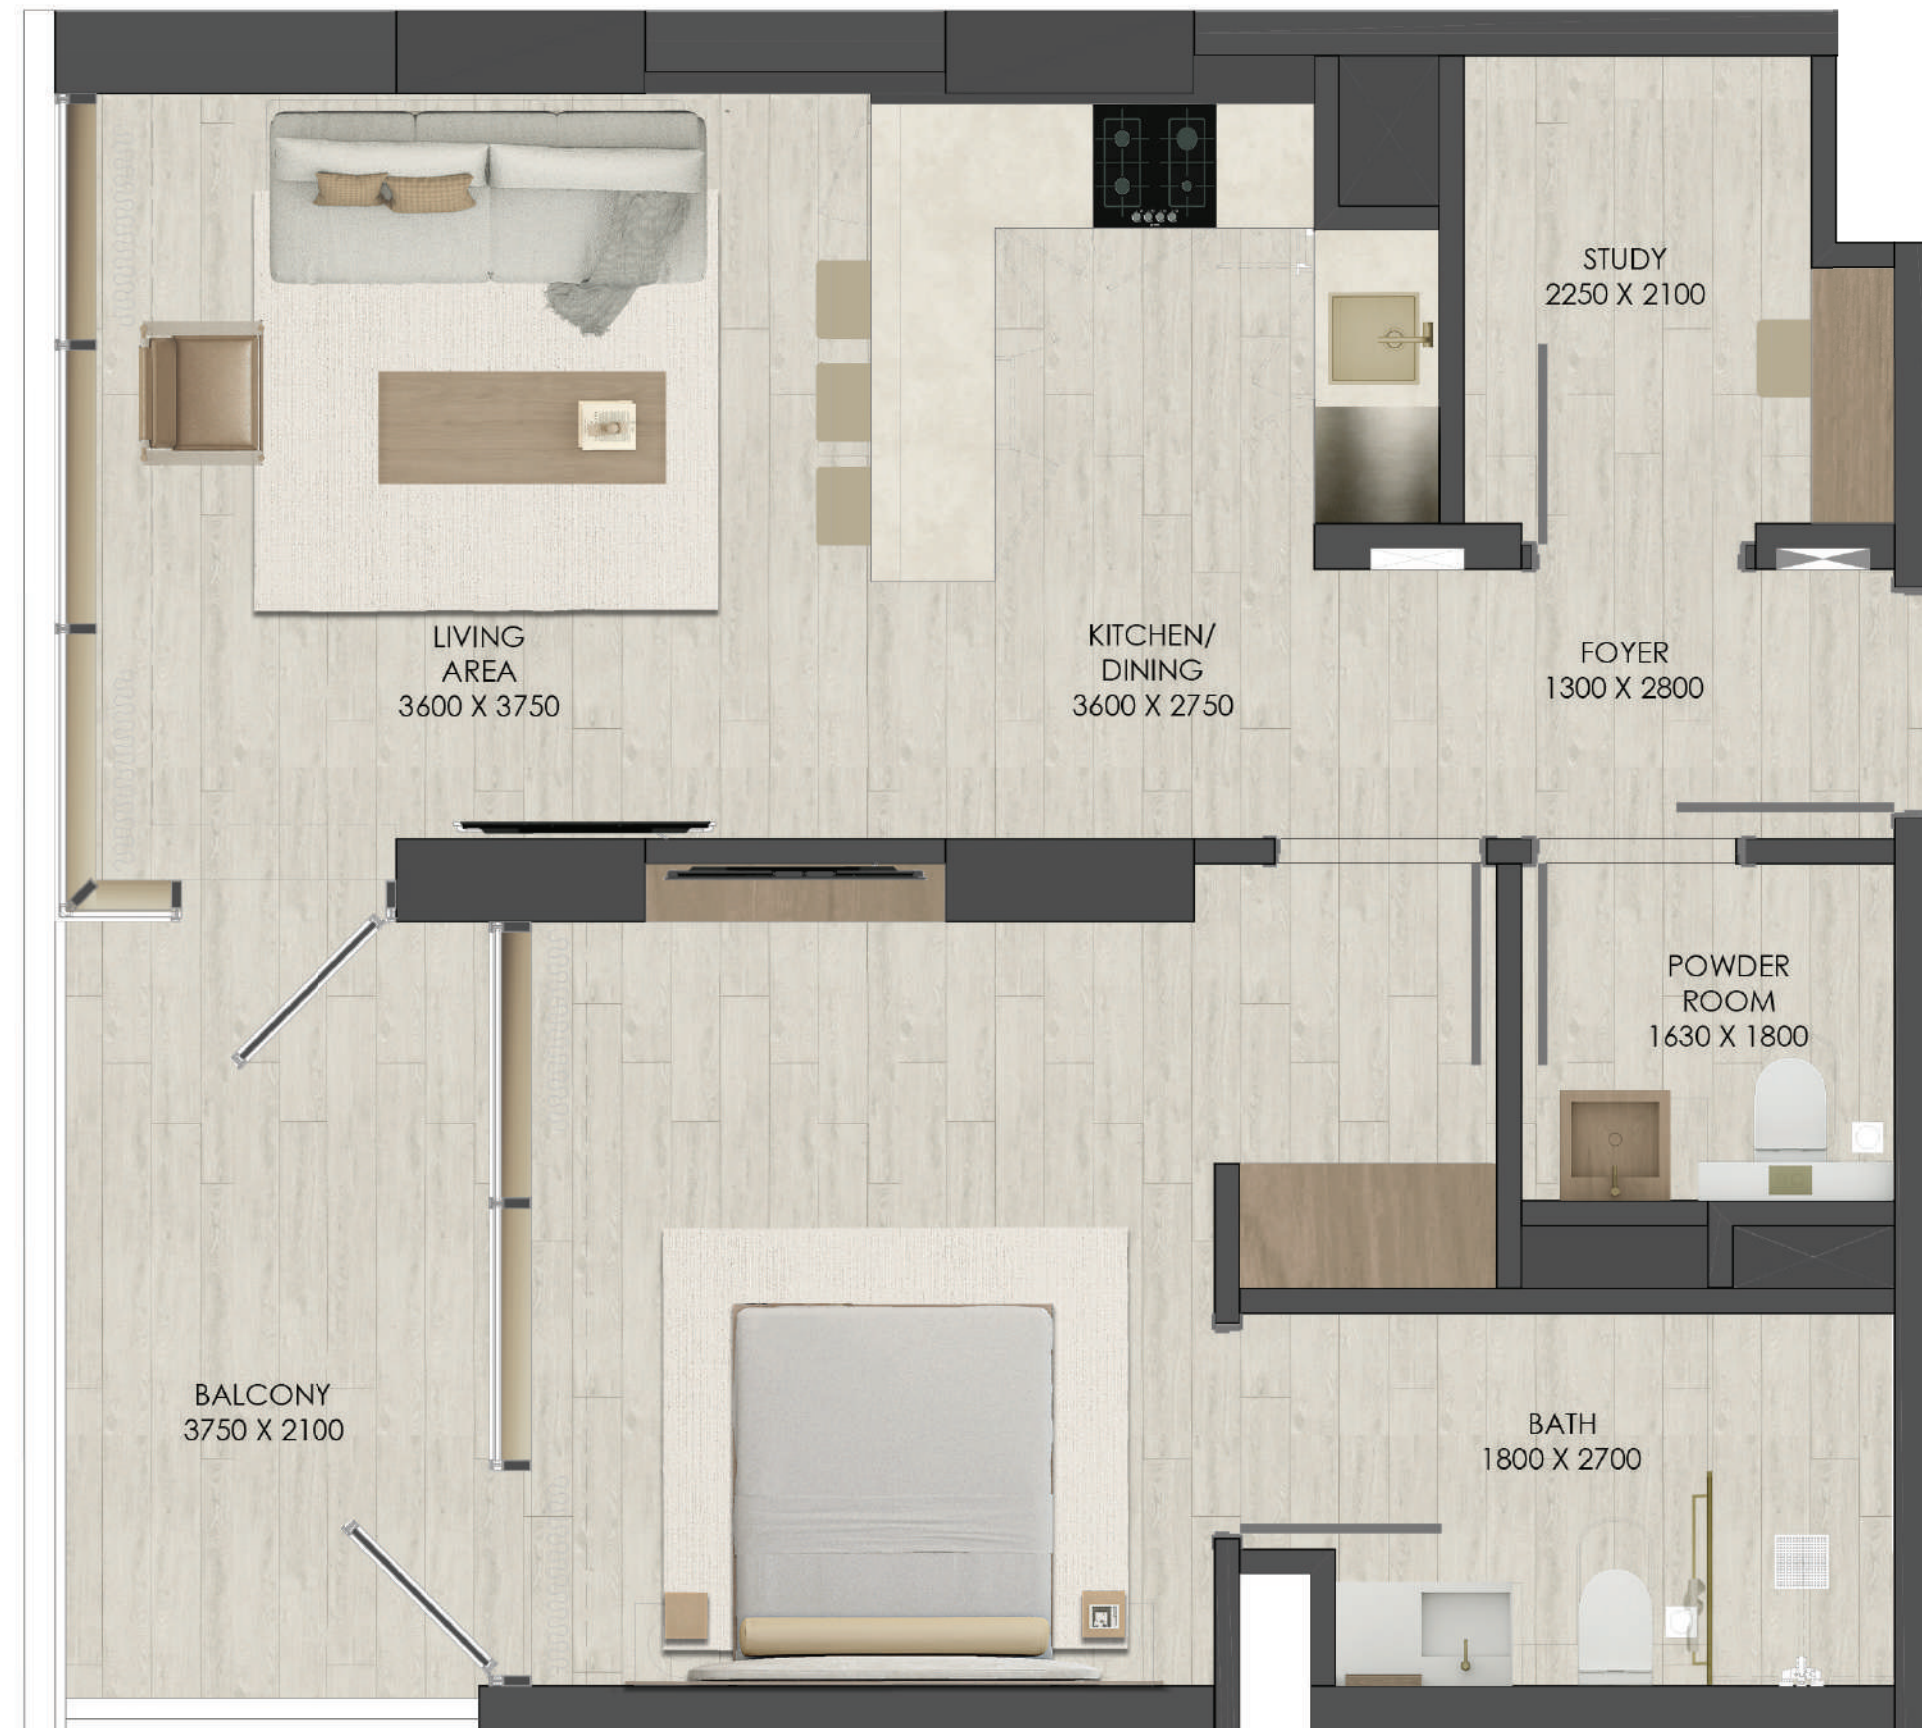 STUDY
2250 X 2100
LIVING
AREA
3600 X 3750
KITCHEN/
DINING
3600 X 2750
FOYER
1300 X 2800
POWDER
ROOM
1630 X 1800
BALCONY
3750 X 2100
BATH
1800 X 2700